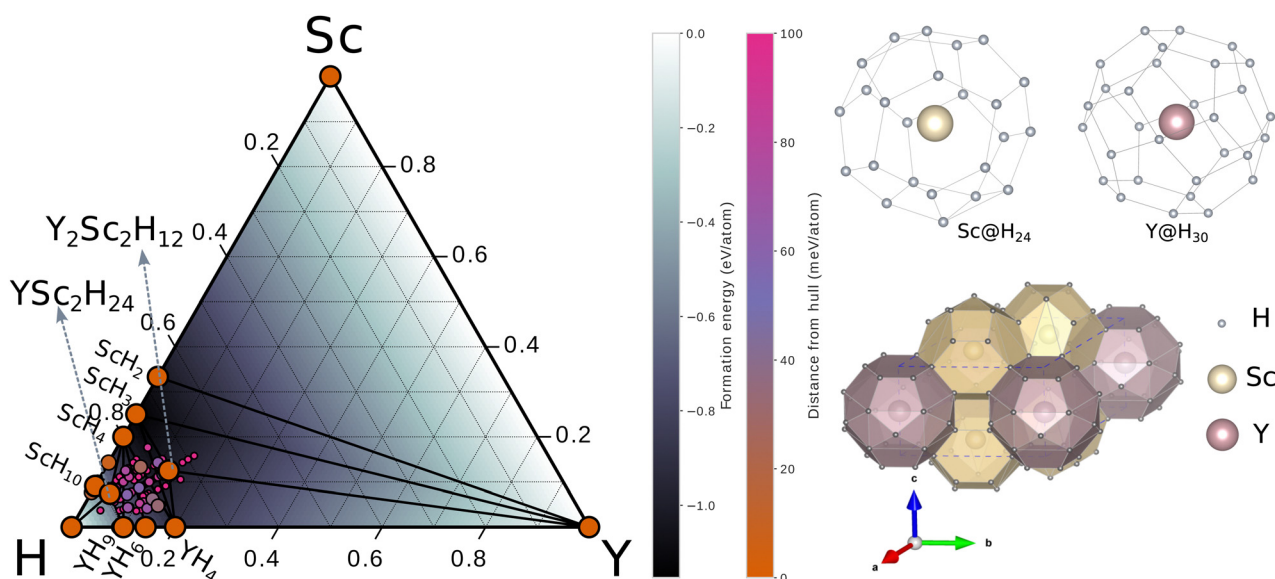 Sc
0.2
0.8
Y₂Sc₂H₁₂
0.4
0.6
YSc₂H₂₄
0.6
0.4
ScH₂
ScH₃
0.8
ScH₄
0.2
ScH₁₀
H
YH₉
YH₆
0.2
YH₄
0.4
0.6
0.8
Y
0.0
−0.2
−0.4
−0.6
−0.8
−1.0
Formation energy (eV/atom)
100
80
60
40
20
0
Distance from hull (meV/atom)
Sc@H₂₄
Y@H₃₀
H
Sc
Y
c
b
a